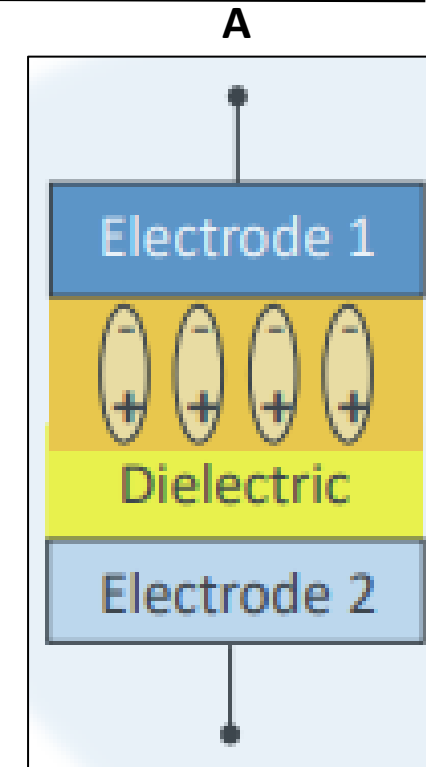 A
Electrode 1
- - - -
+ + + +
Dielectric
Electrode 2